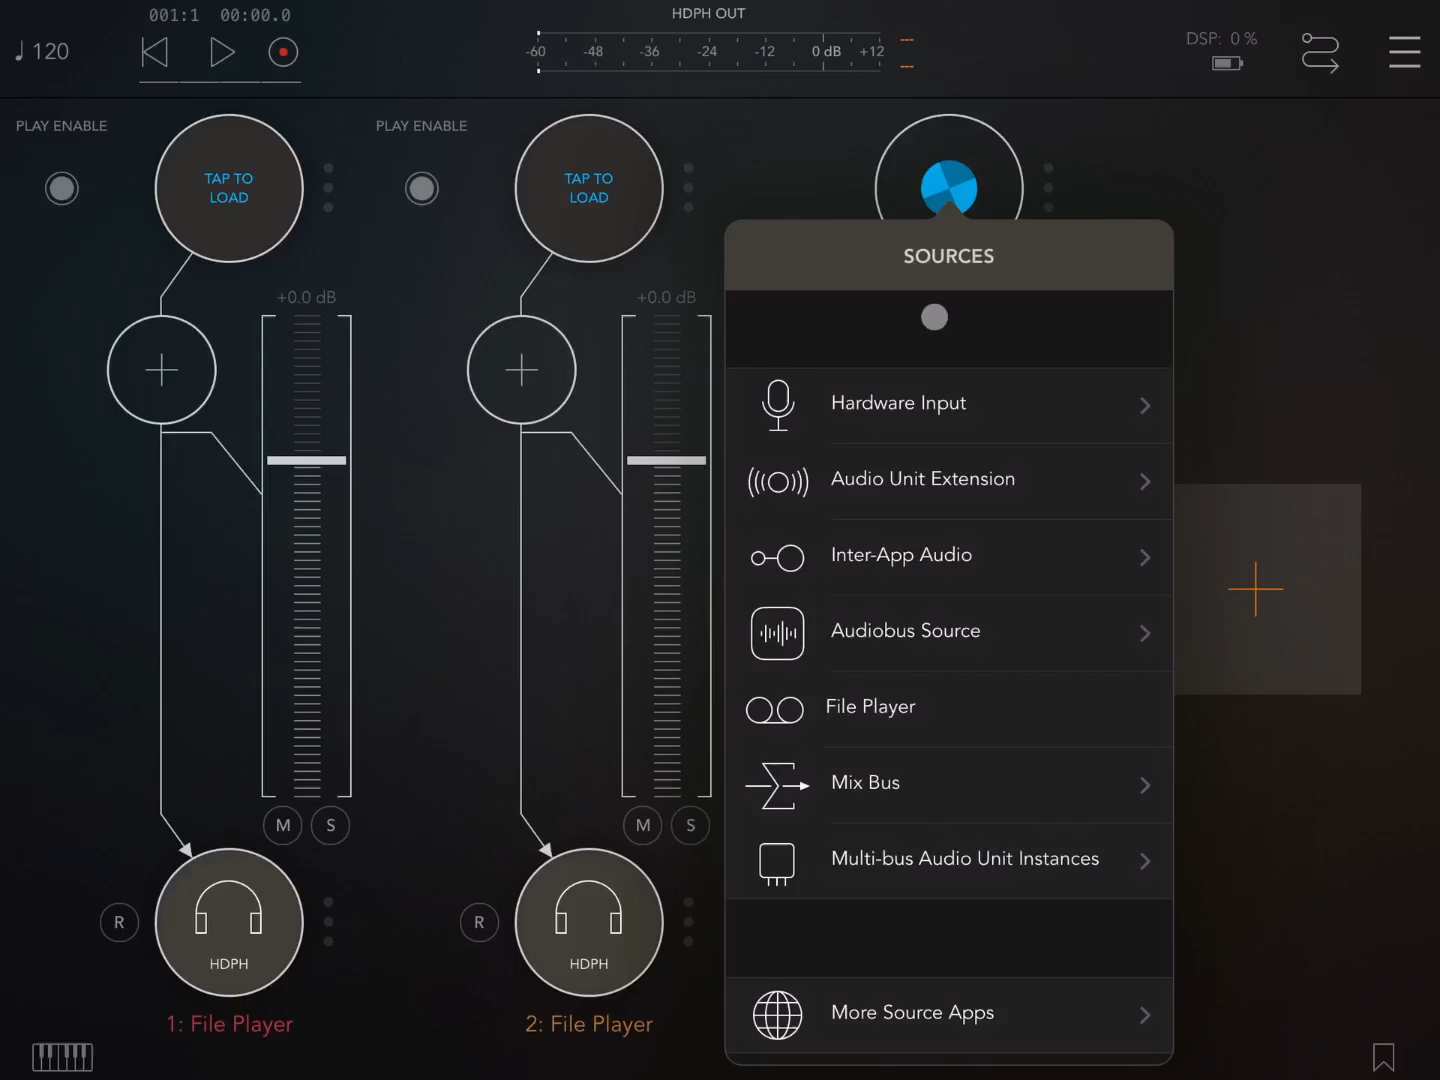 001:1 00:00.0
HDPH OUT
120
-60 -48 -36 -24 -12 0 dB +12
DSP: 0 %
PLAY ENABLE
PLAY ENABLE
TAP TO
LOAD
TAP TO
LOAD
SOURCES
+0.0 dB
+0.0 dB
Hardware Input
Audio Unit Extension
Inter-App Audio
Audiobus Source
File Player
Mix Bus
Multi-bus Audio Unit Instances
More Source Apps
M S
M S
R
R
HDPH
HDPH
1: File Player
2: File Player